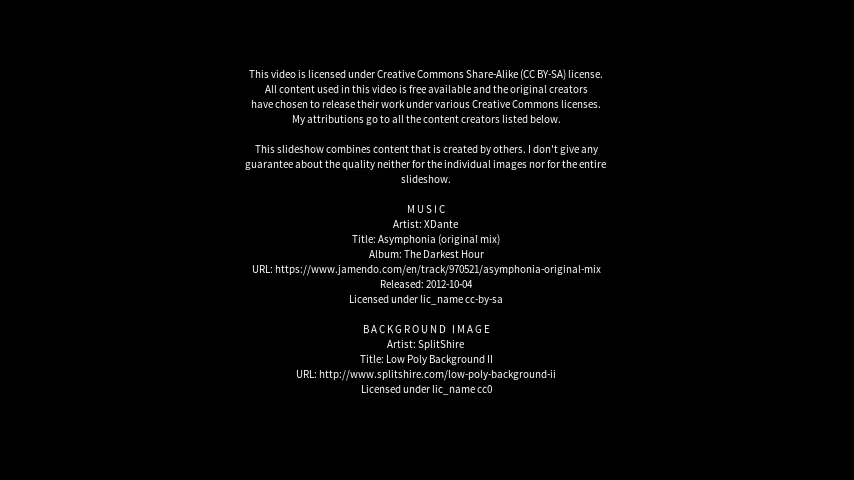 This video is licensed under Creative Commons Share-Alike (CC BY-SA) license.
All content used in this video is free available and the original creators
have chosen to release their work under various Creative Commons licenses.
My attributions go to all the content creators listed below.
This slideshow combines content that is created by others. I don't give any
guarantee about the quality neither for the individual images nor for the entire
slideshow.
MUSIC
Artist: XDante
Title: Asymphonia (original mix)
Album: The Darkest Hour
URL: https://www.jamendo.com/en/track/970521/asymphonia-original-mix
Released: 2012-10-04
Licensed under lic_name cc-by-sa
BACKGROUND IMAGE
Artist: SplitShire
Title: Low Poly Background II
URL: http://www.splitshire.com/low-poly-background-ii
Licensed under lic_name cc0